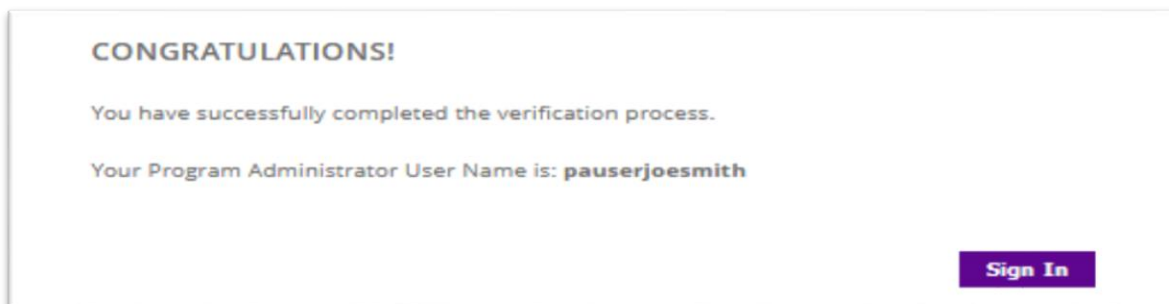 CONGRATULATIONS!
You have successfully completed the verification process.
Your Program Administrator User Name is: pauserjoesmith
Sign In